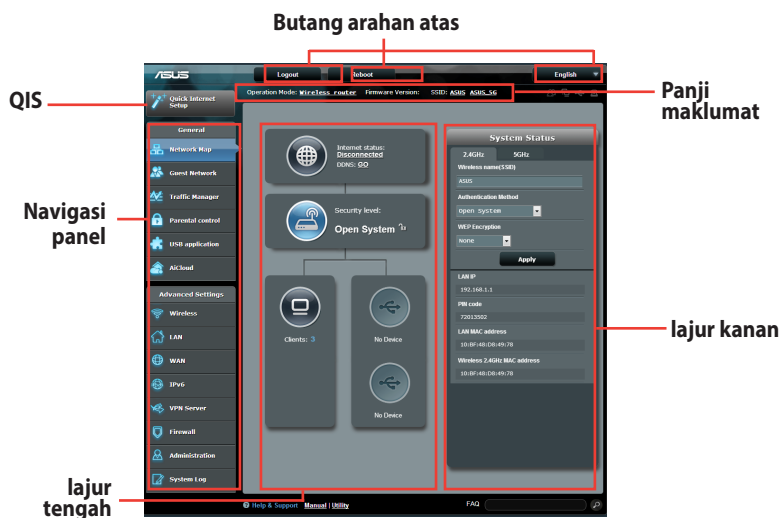 Butang arahan atas
ASUS
Logout
Reboot
English
QIS
Quick Internet
Setup
Operation Mode: Wireless router Firmware Version: SSID: ASUS ASUS_5G
Panji
maklumat
General
Network Map
Guest Network
Traffic Manager
Parental control
USB application
AiCloud
Navigasi
panel
Advanced Settings
Wireless
LAN
WAN
IPv6
VPN Server
Firewall
Administration
System Log
Internet status:
Disconnected
DDNS: GO
Security level:
Open System
Clients: 3
No Device
No Device
System Status
2.4GHz 5GHz
Wireless name(SSID)
ASUS
Authentication Method
Open System
WEP Encryption
None
Apply
LAN IP
192.168.1.1
PIN code
72013502
LAN MAC address
10:BF:48:D8:49:78
Wireless 2.4GHz MAC address
10:BF:48:D8:49:78
lajur kanan
lajur
tengah
Help & Support Manual | Utility
FAQ